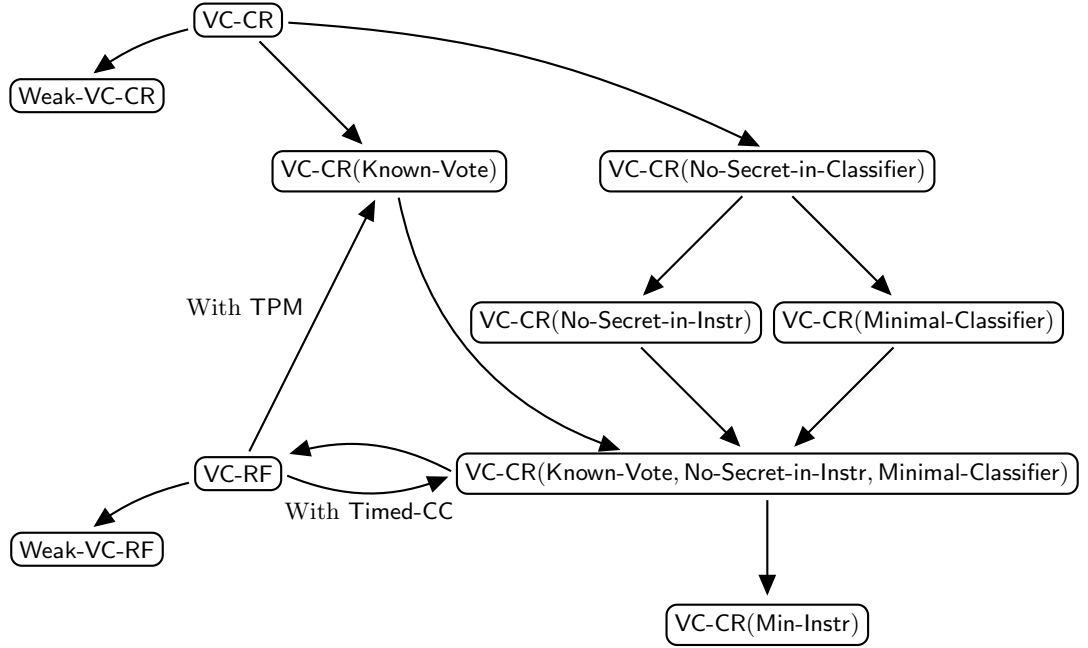 VC-CR
Weak-VC-CR
VC-CR(Known-Vote)
VC-CR(No-Secret-in-Classifier)
With TPM
VC-CR(No-Secret-in-Instr)
VC-CR(Minimal-Classifier)
VC-RF
VC-CR(Known-Vote, No-Secret-in-Instr, Minimal-Classifier)
With Timed-CC
Weak-VC-RF
VC-CR(Min-Instr)